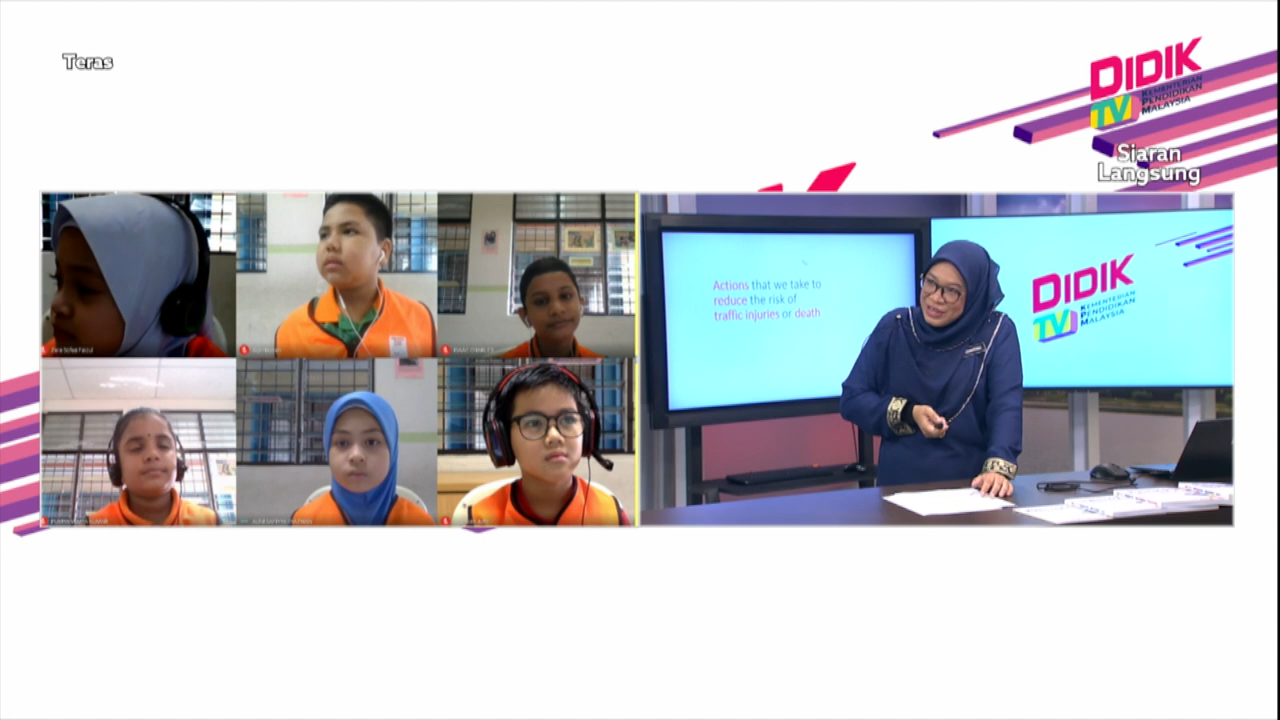 Teras
DIDIK
TV
KEMENTERIAN
PENDIDIKAN
MALAYSIA
Siaran
Langsung
Actions that we take to
reduce the risk of
traffic injuries or death
DIDIK
TV
KEMENTERIAN
PENDIDIKAN
MALAYSIA